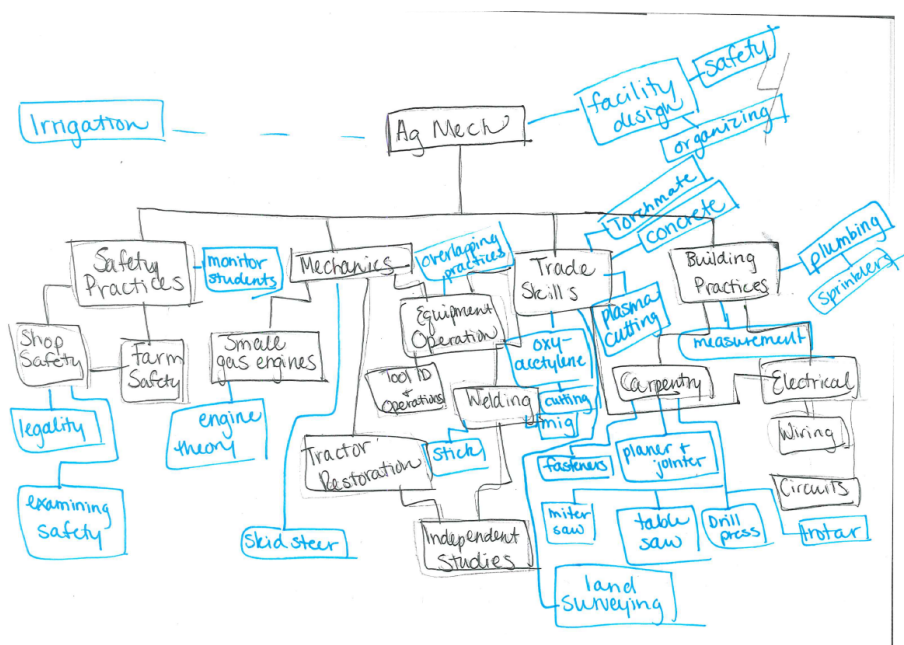 safety
facility
design
Irrigation
Ag Mech
organizing
Torchmate
concrete
plumbing
sprinklers
Safety
Practices
monitor
students
Mechanics
overlapping
practices
Trade
Skills
Building
Practices
plasma
cutting
Shop
Safety
Farm
Safety
Small
gas engines
Equipment
Operation
oxy-
acetylene
measurement
Tool ID
& Operations
Welding
cutting
mig
Carpentry
Electrical
legality
engine
theory
Tractor
Restoration
stick
fasteners
planer +
jointer
Wiring
Circuits
examining
safety
Skid steer
Independent
Studies
miter
saw
table
saw
Drill
press
land
surveying